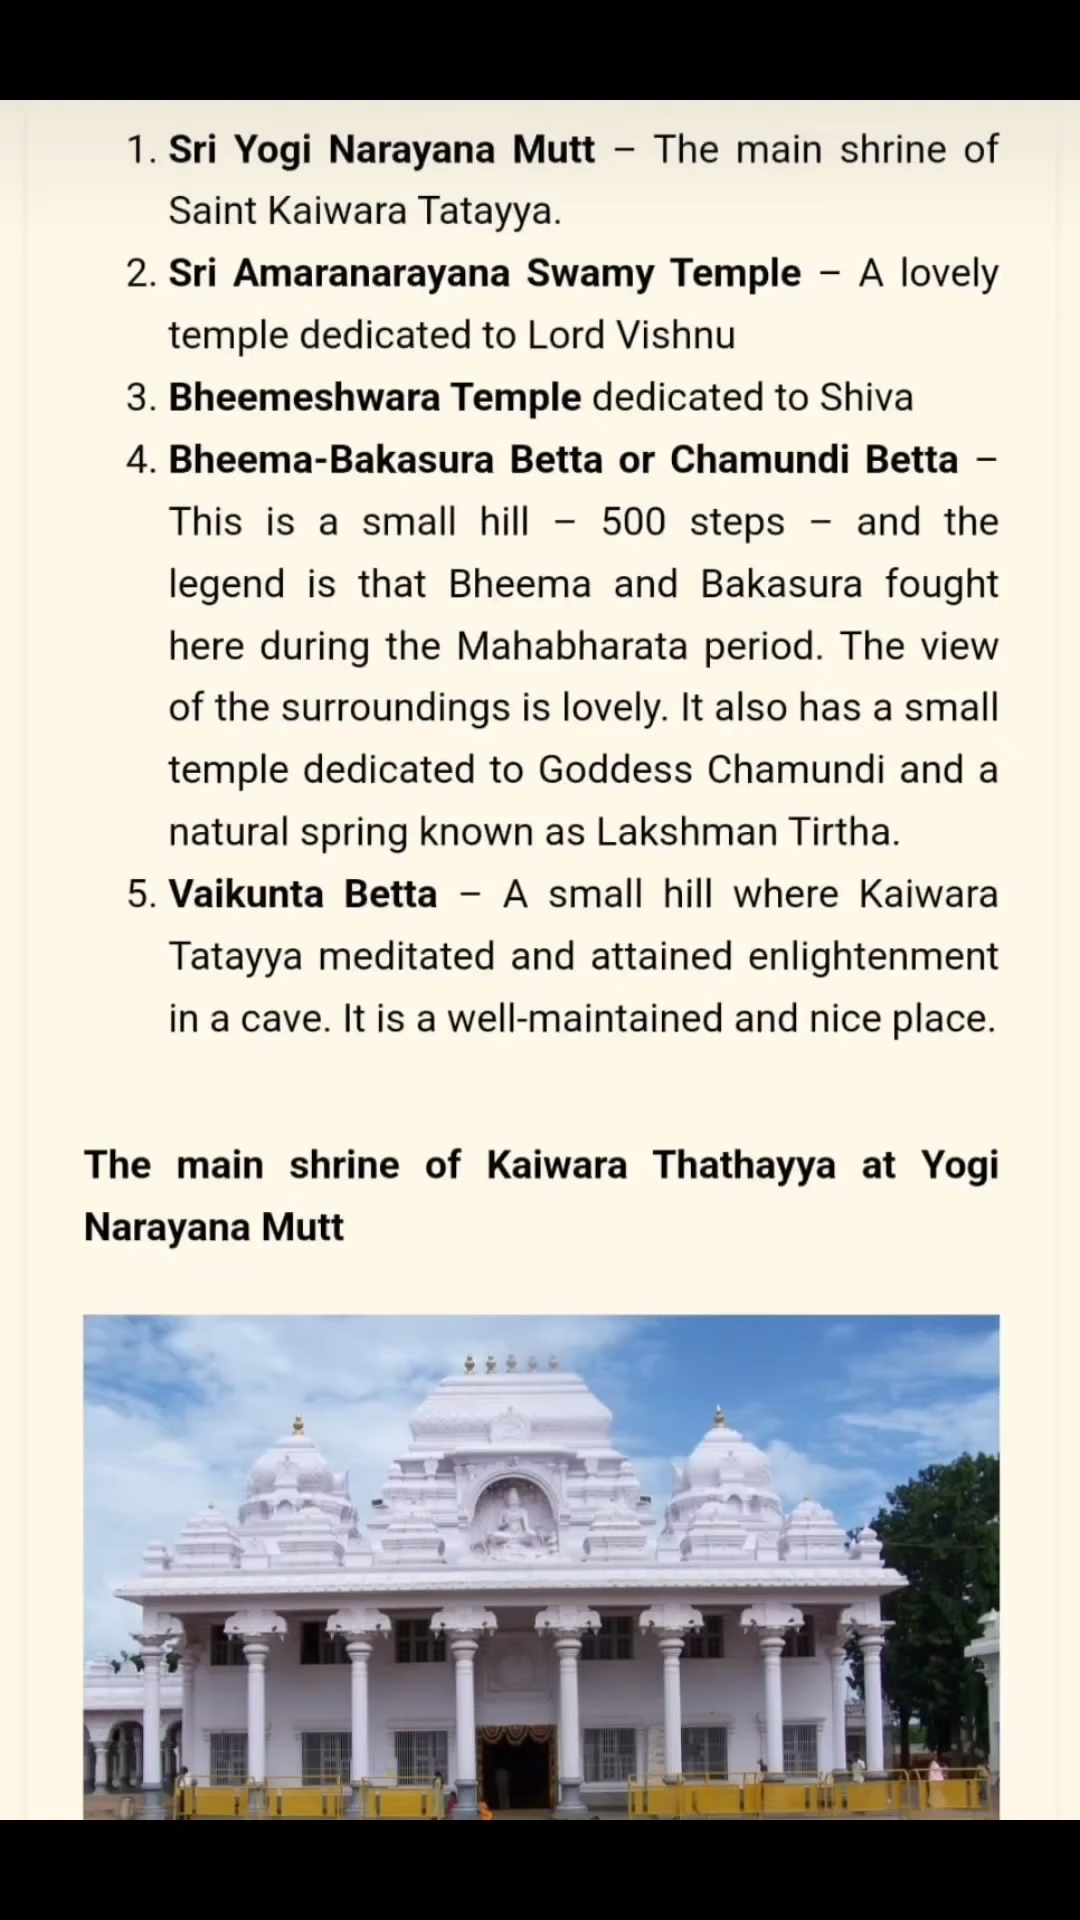 1. Sri Yogi Narayana Mutt – The main shrine of
Saint Kaiwara Tatayya.
2. Sri Amaranarayana Swamy Temple – A lovely
temple dedicated to Lord Vishnu
3. Bheemeshwara Temple dedicated to Shiva
4. Bheema-Bakasura Betta or Chamundi Betta –
This is a small hill – 500 steps – and the
legend is that Bheema and Bakasura fought
here during the Mahabharata period. The view
of the surroundings is lovely. It also has a small
temple dedicated to Goddess Chamundi and a
natural spring known as Lakshman Tirtha.
5. Vaikunta Betta – A small hill where Kaiwara
Tatayya meditated and attained enlightenment
in a cave. It is a well-maintained and nice place.
The main shrine of Kaiwara Thathayya at Yogi
Narayana Mutt